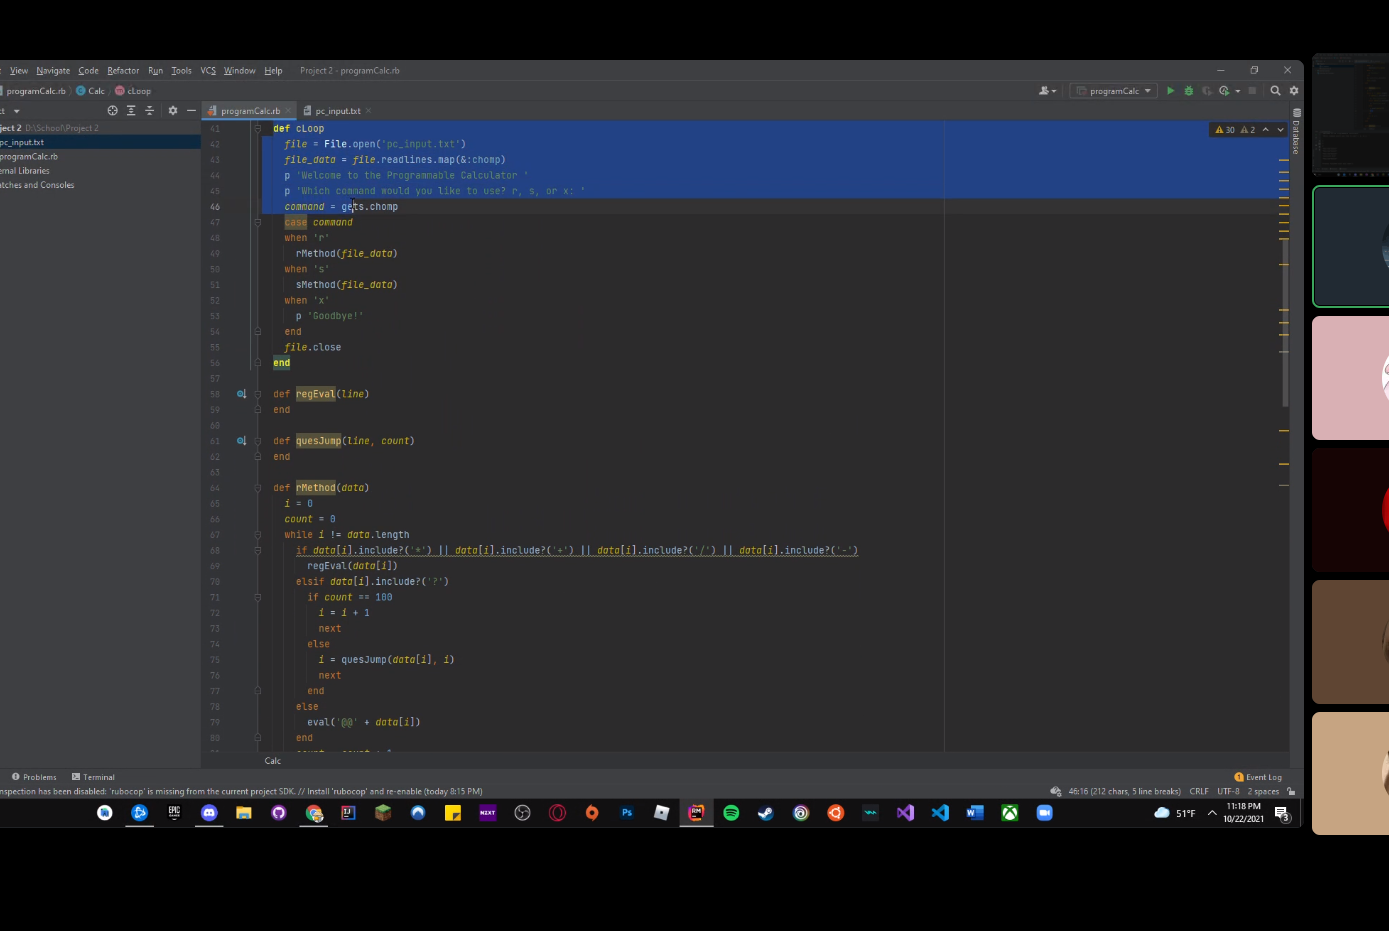 View Navigate Code Refactor Run Tools VCS Window Help Project 2 - programCalc.rb
programCalc.rb Calc cLoop programCalc
programCalc.rb pc_input.txt
ject 2 D:\School\Project 2
pc_input.txt
programCalc.rb
ternal Libraries
atches and Consoles
Database
30 2
41 def cLoop
42 file = File.open('pc_input.txt')
43 file_data = file.readlines.map(&:chomp)
44 p 'Welcome to the Programmable Calculator '
45 p 'Which command would you like to use? r, s, or x: '
46 command = gets.chomp
47 case command
48 when 'r'
49 rMethod(file_data)
50 when 's'
51 sMethod(file_data)
52 when 'x'
53 p 'Goodbye!'
54 end
55 file.close
56 end
57
58 def regEval(line)
59 end
60
61 def quesJump(line, count)
62 end
63
64 def rMethod(data)
65 i = 0
66 count = 0
67 while i != data.length
68 if data[i].include?('*') || data[i].include?('+') || data[i].include?('/') || data[i].include?('-')
69 regEval(data[i])
70 elsif data[i].include?('?')
71 if count == 100
72 i = i + 1
73 next
74 else
75 i = quesJump(data[i], i)
76 next
77 end
78 else
79 eval('@@' + data[i])
80 end
Calc
Problems Terminal Event Log
nspection has been disabled: 'rubocop' is missing from the current project SDK. // Install 'rubocop' and re-enable (today 8:15 PM)
46:16 (212 chars, 5 line breaks) CRLF UTF-8 2 spaces
51°F 11:18 PM
10/22/2021 3